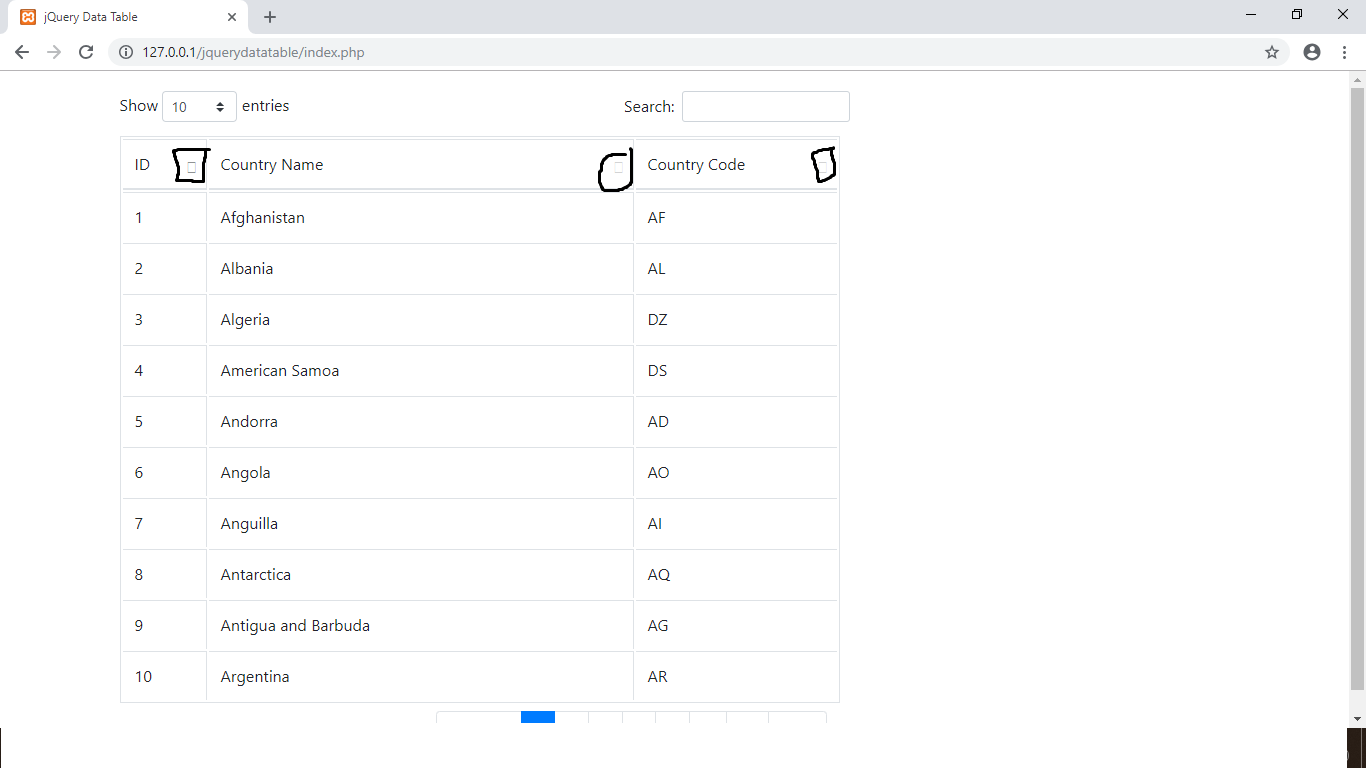 jQuery Data Table
127.0.0.1/jquerydatatable/index.php
Show 10 entries Search:
ID Country Name Country Code
1 Afghanistan AF
2 Albania AL
3 Algeria DZ
4 American Samoa DS
5 Andorra AD
6 Angola AO
7 Anguilla AI
8 Antarctica AQ
9 Antigua and Barbuda AG
10 Argentina AR